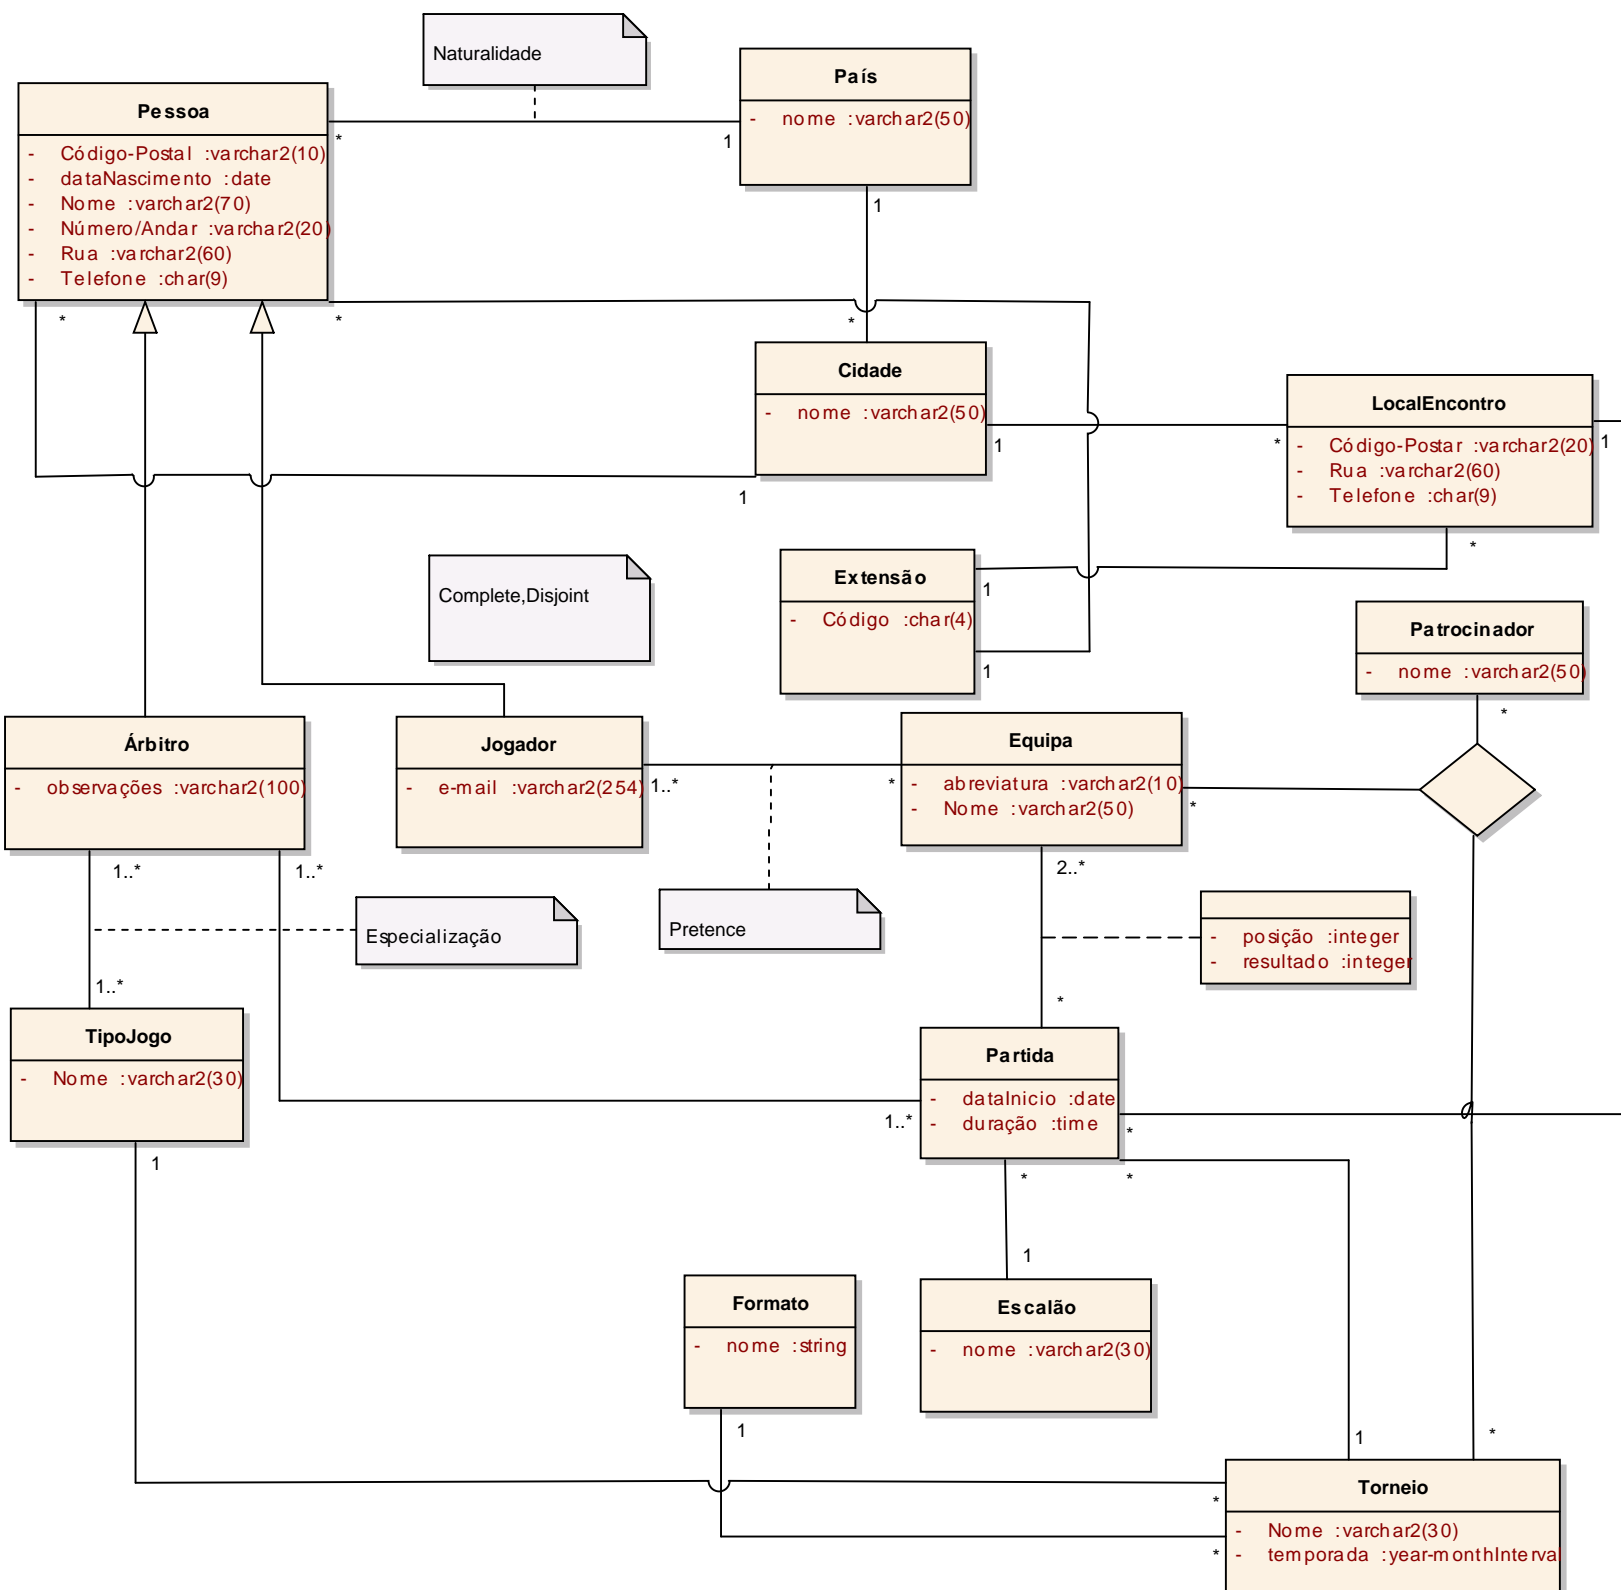 Naturalidade
País
- nome :varchar2(50)
Pessoa
- Código-Postal :varchar2(10)
- dataNascimento :date
- Nome :varchar2(70)
- Número/Andar :varchar2(20)
- Rua :varchar2(60)
- Telefone :char(9)
*
1
1
*
*
*
Cidade
- nome :varchar2(50)
1
*
1
LocalEncontro
- Código-Postar :varchar2(20)
- Rua :varchar2(60)
- Telefone :char(9)
1
*
Extensão
- Código :char(4)
1
1
Complete,Disjoint
Patrocinador
- nome :varchar2(50)
*
Árbitro
- observações :varchar2(100)
1..*
1..*
Jogador
- e-mail :varchar2(254)
1..*
*
Equipa
- abreviatura :varchar2(10)
- Nome :varchar2(50)
*
2..*
Especialização
Pretence
- posição :integer
- resultado :integer
1..*
*
TipoJogo
- Nome :varchar2(30)
1
Partida
- dataInicio :date
- duração :time
1..*
*
*
*
1
Formato
- nome :string
1
Escalão
- nome :varchar2(30)
1
*
Torneio
- Nome :varchar2(30)
- temporada :year-monthInterval
*
*